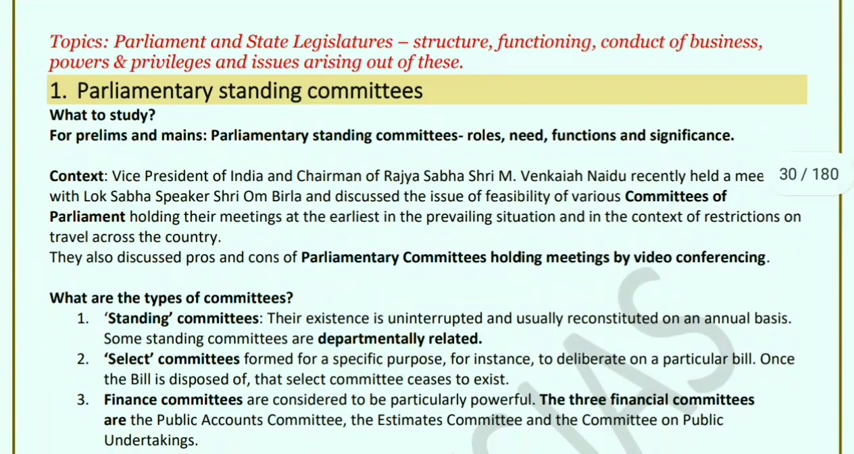 Topics: Parliament and State Legislatures – structure, functioning, conduct of business,
powers & privileges and issues arising out of these.
1. Parliamentary standing committees
What to study?
For prelims and mains: Parliamentary standing committees- roles, need, functions and significance.
Context: Vice President of India and Chairman of Rajya Sabha Shri M. Venkaiah Naidu recently held a mee
30 / 180
with Lok Sabha Speaker Shri Om Birla and discussed the issue of feasibility of various Committees of
Parliament holding their meetings at the earliest in the prevailing situation and in the context of restrictions on
travel across the country.
They also discussed pros and cons of Parliamentary Committees holding meetings by video conferencing.
What are the types of committees?
1. ‘Standing’ committees: Their existence is uninterrupted and usually reconstituted on an annual basis.
Some standing committees are departmentally related.
2. ‘Select’ committees formed for a specific purpose, for instance, to deliberate on a particular bill. Once
the Bill is disposed of, that select committee ceases to exist.
3. Finance committees are considered to be particularly powerful. The three financial committees
are the Public Accounts Committee, the Estimates Committee and the Committee on Public
Undertakings.